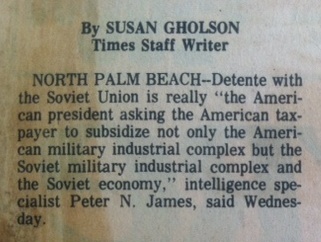 By SUSAN GHOLSON
Times Staff Writer
NORTH PALM BEACH--Detente with
the Soviet Union is really "the Ameri-
can president asking the American tax-
payer to subsidize not only the Ameri-
can military industrial complex but the
Soviet military industrial complex and
the Soviet economy," intelligence spe-
cialist Peter N. James, said Wednes-
day.